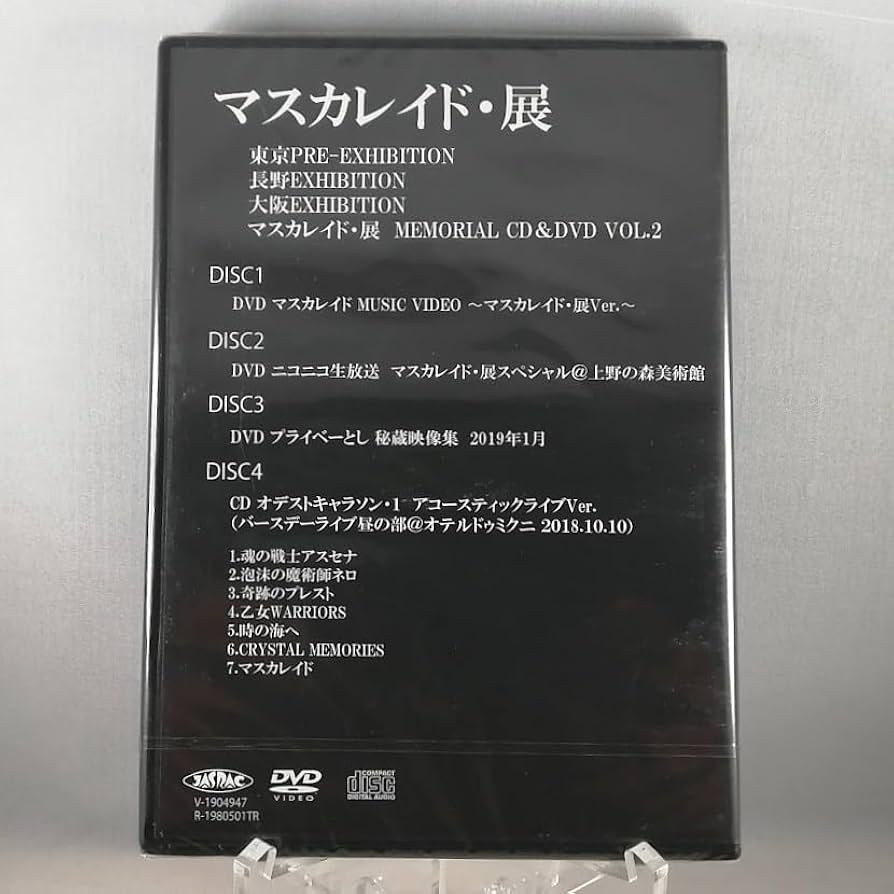 マスカレイド・展
東京PRE-EXHIBITION
長野EXHIBITION
大阪EXHIBITION
マスカレイド・展 MEMORIAL CD&DVD VOL.2
DISC1
DVD マスカレイド MUSIC VIDEO ～マスカレイド・展Ver.～
DISC2
DVD ニコニコ生放送 マスカレイド・展スペシャル@上野の森美術館
DISC3
DVD プライベーとし 秘蔵映像集 2019年1月
DISC4
CD オデストキャラソン・1 アコースティックライブVer.
(バースデーライブ昼の部@オテルドゥミクニ 2018.10.10)
1.魂の戦士アスセナ
2.泡沫の魔術師ネロ
3.奇跡のプレスト
4.乙女WARRIORS
5.時の海へ
6.CRYSTAL MEMORIES
7.マスカレイド
JASRAC
V-1904947
R-1980501TR
DVD
VIDEO
COMPACT
disc
DIGITAL AUDIO